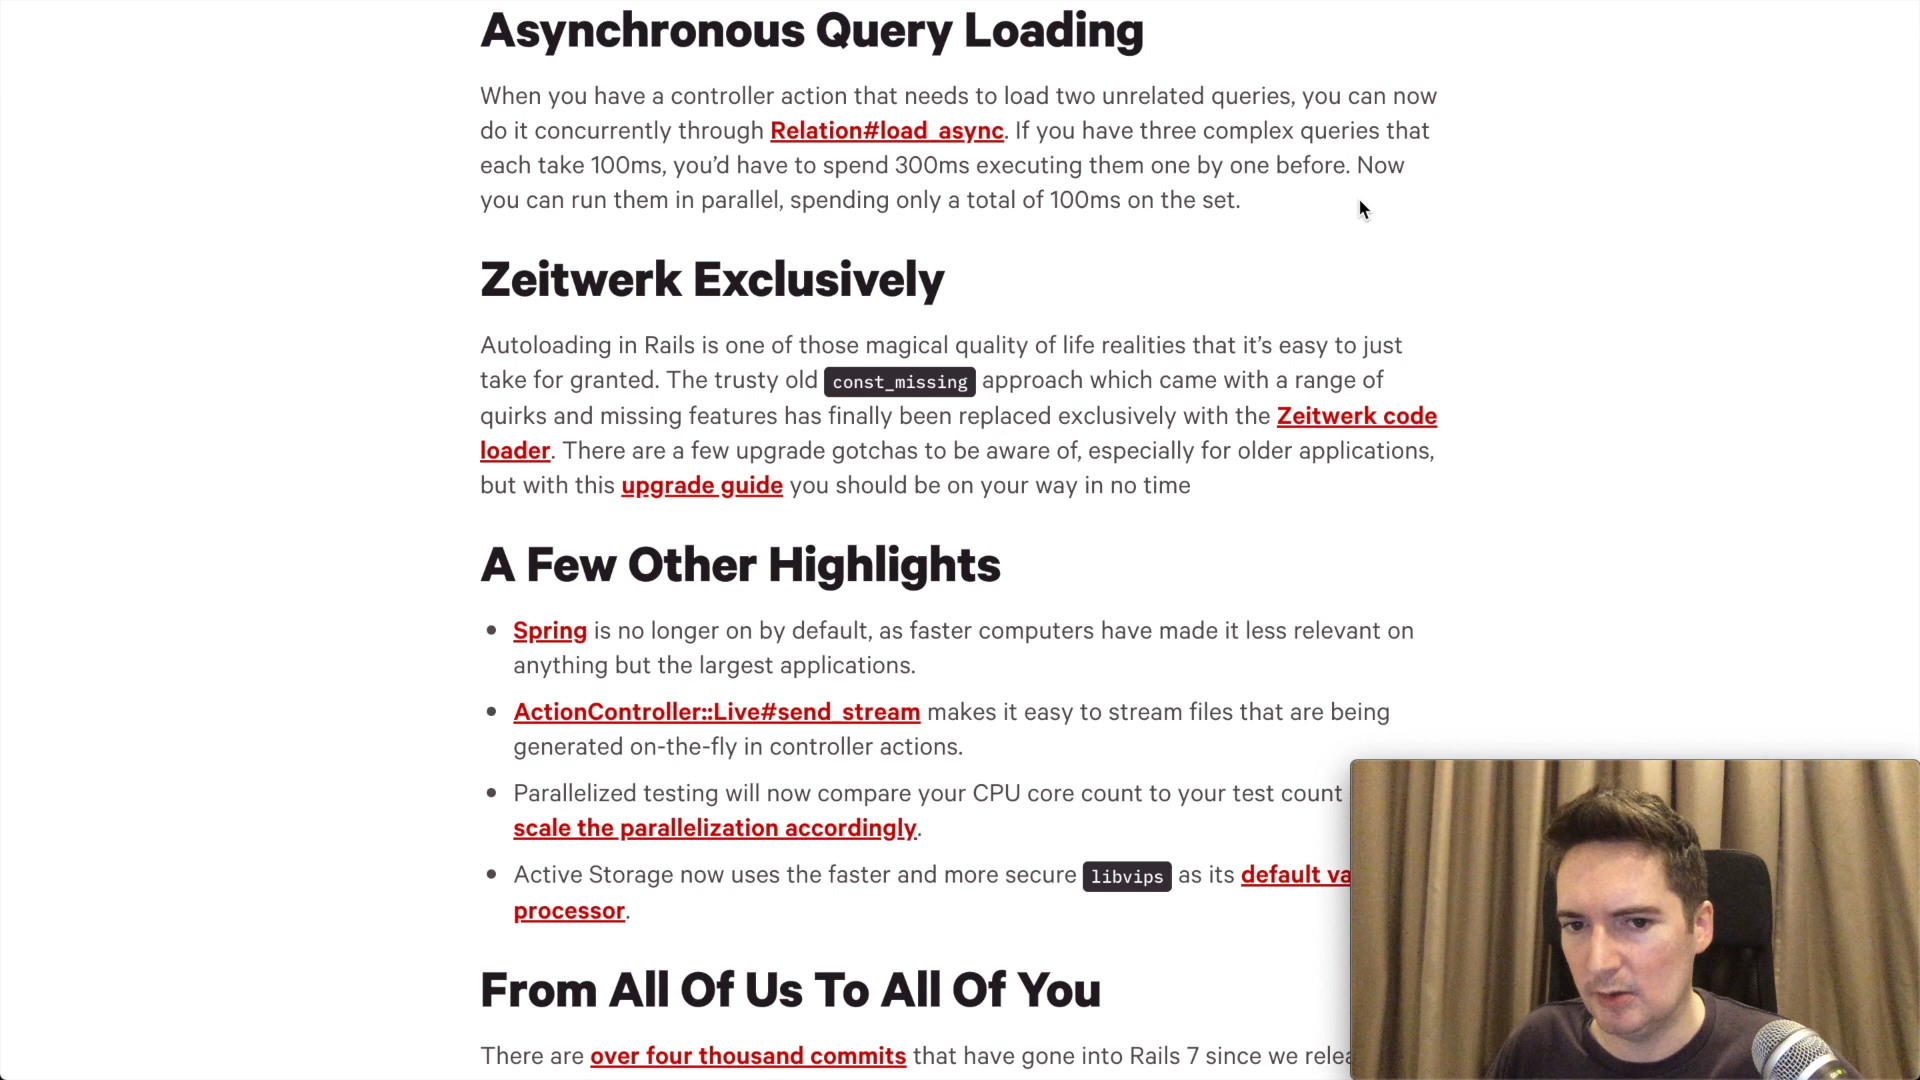 Asynchronous Query Loading
When you have a controller action that needs to load two unrelated queries, you can now
do it concurrently through Relation#load_async. If you have three complex queries that
each take 100ms, you’d have to spend 300ms executing them one by one before. Now
you can run them in parallel, spending only a total of 100ms on the set.
Zeitwerk Exclusively
Autoloading in Rails is one of those magical quality of life realities that it’s easy to just
take for granted. The trusty old const_missing approach which came with a range of
quirks and missing features has finally been replaced exclusively with the Zeitwerk code
loader. There are a few upgrade gotchas to be aware of, especially for older applications,
but with this upgrade guide you should be on your way in no time
A Few Other Highlights
Spring is no longer on by default, as faster computers have made it less relevant on
anything but the largest applications.
ActionController::Live#send_stream makes it easy to stream files that are being
generated on-the-fly in controller actions.
Parallelized testing will now compare your CPU core count to your test count
scale the parallelization accordingly.
Active Storage now uses the faster and more secure libvips as its default
processor.
From All Of Us To All Of You
There are over four thousand commits that have gone into Rails 7 since we